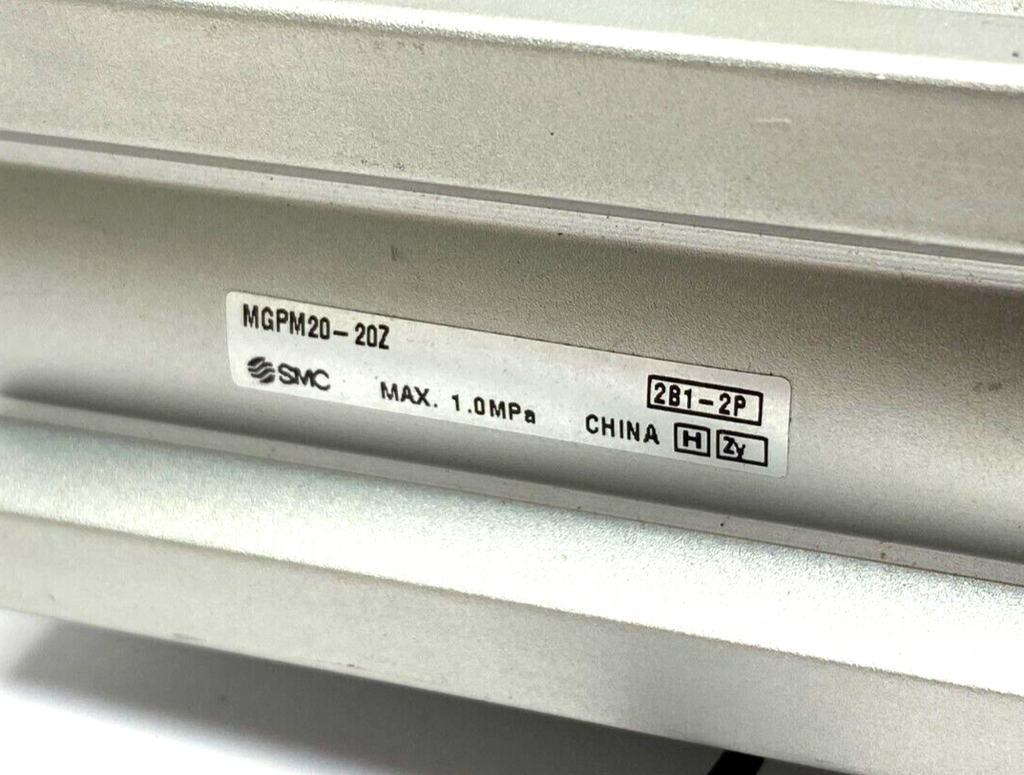 MGPM20-20Z
2B1-2P
SMC MAX. 1.0MPa CHINA H Zy